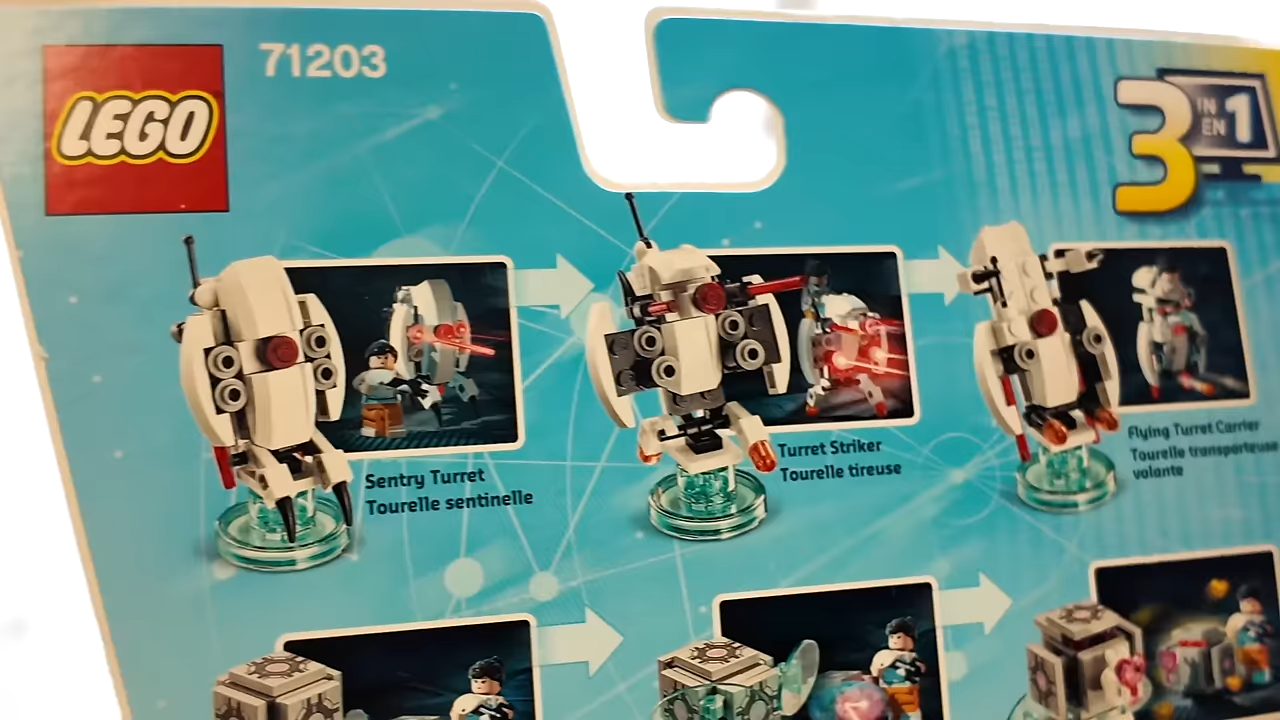 LEGO
71203
3 IN EN 1
Sentry Turret
Tourelle sentinelle
Turret Striker
Tourelle tireuse
Flying Turret Carrier
Tourelle transporteuse
volante